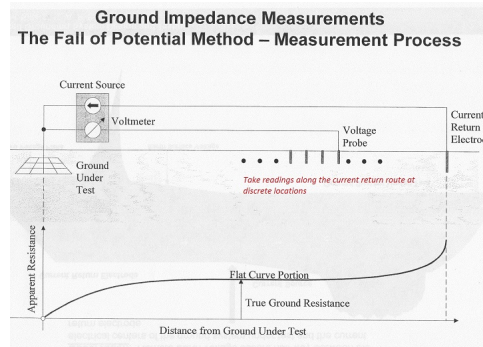 Ground Impedance Measurements
The Fall of Potential Method – Measurement Process
Current Source
Voltmeter
Current
Return
Electro
Voltage
Probe
Ground
Under
Test
Take readings along the current return route at
discrete locations
Apparent Resistance
Flat Curve Portion
True Ground Resistance
Distance from Ground Under Test